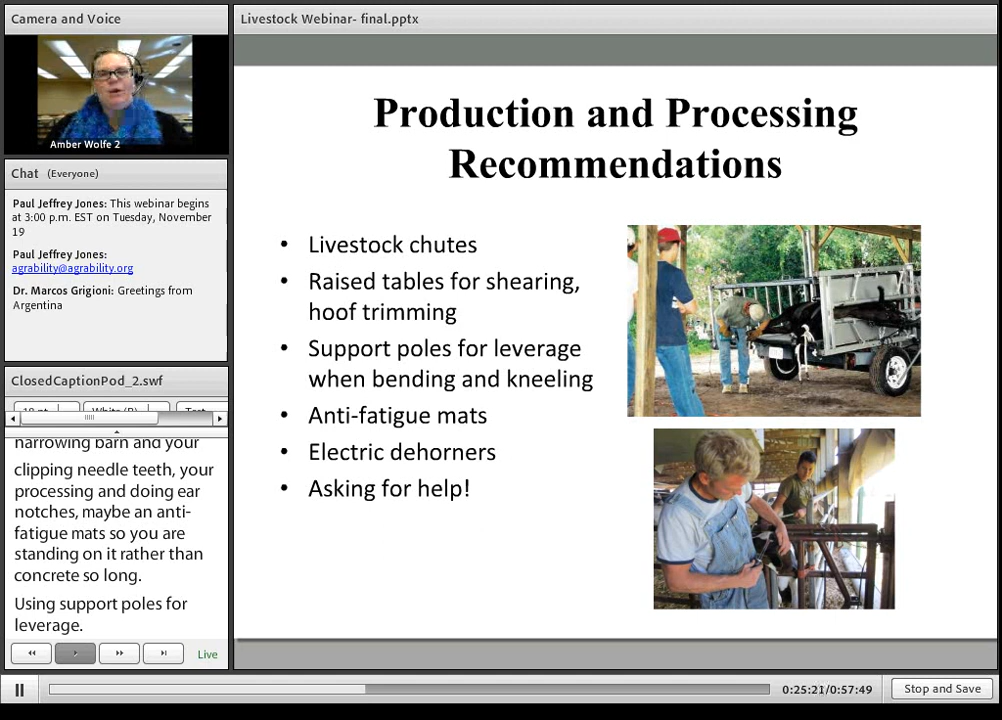 Camera and Voice
Amber Wolfe 2
Chat (Everyone)
Paul Jeffrey Jones: This webinar begins
at 3:00 p.m. EST on Tuesday, November
19
Paul Jeffrey Jones:
agrability@agrability.org
Dr. Marcos Grigioni: Greetings from
Argentina
ClosedCaptionPod_2.swf
narrowing barn and your
clipping needle teeth, your
processing and doing ear
notches, maybe an anti-
fatigue mats so you are
standing on it rather than
concrete so long.
Using support poles for
leverage.
Live
Livestock Webinar- final.pptx
Production and Processing
Recommendations
• Livestock chutes
• Raised tables for shearing,
hoof trimming
• Support poles for leverage
when bending and kneeling
• Anti-fatigue mats
• Electric dehorners
• Asking for help!
0:25:21/0:57:49
Stop and Save